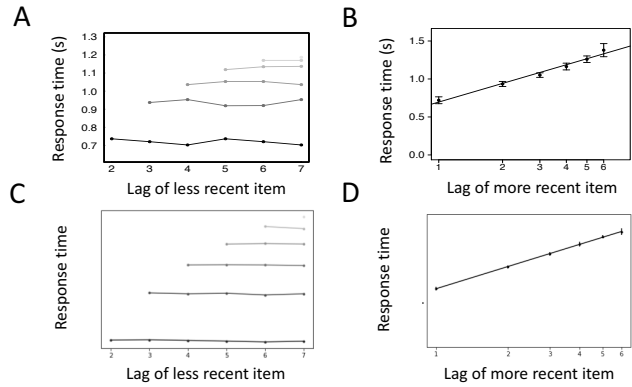 A
Response time (s)
1.3
1.2
1.1
1.0
0.9
0.8
0.7
2 3 4 5 6 7
Lag of less recent item
B
Response time (s)
1.5
1.0
0.5
0.0
1 2 3 4 5 6
Lag of more recent item
C
Response time
2 3 4 5 6 7
Lag of less recent item
D
Response time
1 2 3 4 5 6
Lag of more recent item